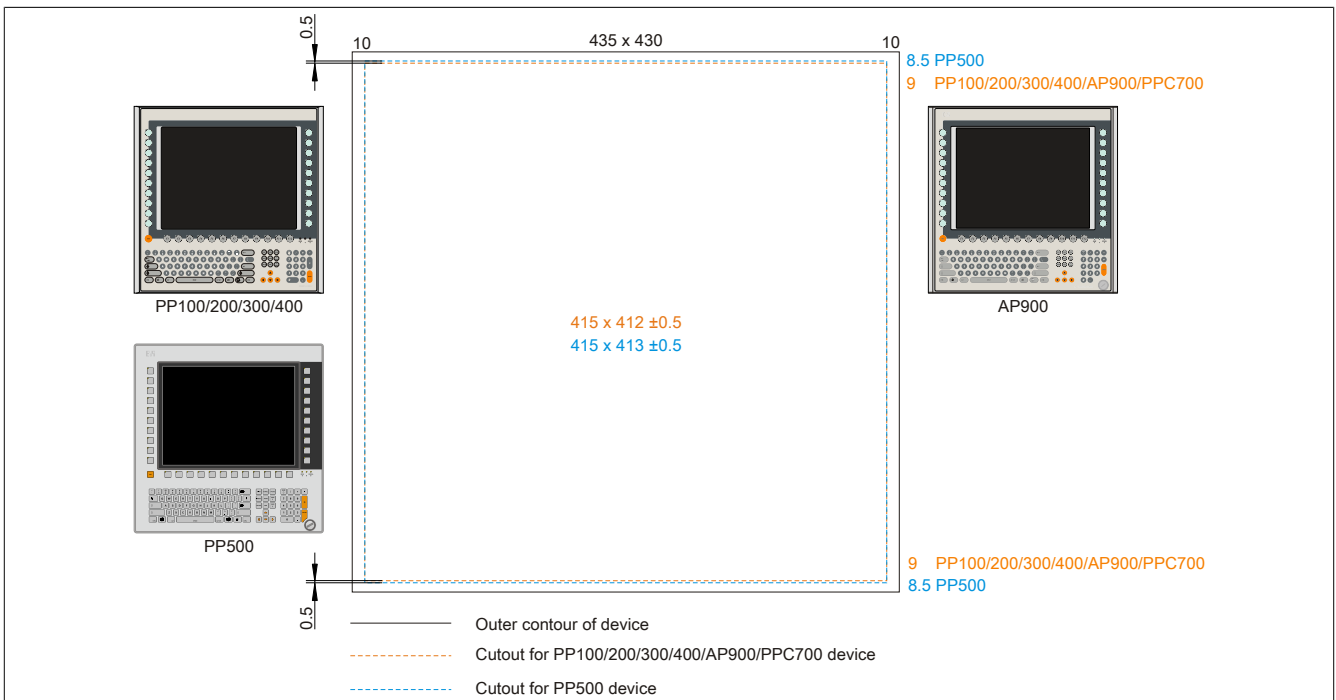 0.5
10 435 x 430 10
8.5 PP500
9 PP100/200/300/400/AP900/PPC700
PP100/200/300/400
AP900
415 x 412 ±0.5
415 x 413 ±0.5
PP500
9 PP100/200/300/400/AP900/PPC700
8.5 PP500
0.5
Outer contour of device
Cutout for PP100/200/300/400/AP900/PPC700 device
Cutout for PP500 device